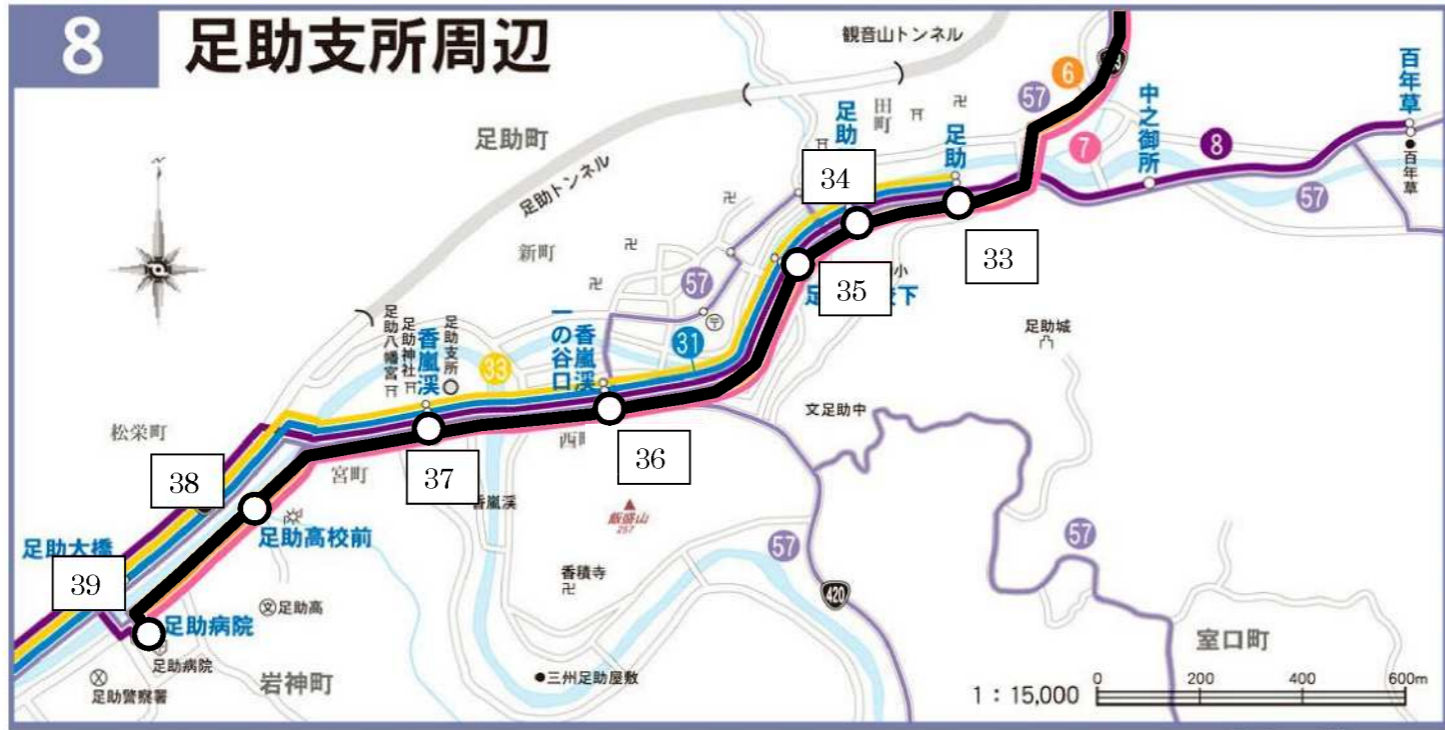 8 足助支所周辺
観音山トンネル
6
57
百年草
中之御所
足助
田町
足助
足助町
7
8
百年草
34
57
足助トンネル
33
新町
57
35
小
足助城
足助八幡宮
足助神社
香嵐渓
足助支所
一の谷口
香嵐渓
31
33
文足助中
松栄町
西町
36
38
宮町
37
香嵐渓
飯盛山
257
足助高校前
57
57
足助大橋
39
香積寺
420
文足助高
足助病院
室口町
足助病院
岩神町
三州足助屋敷
足助警察署
1：15,000
0 200 400 600m